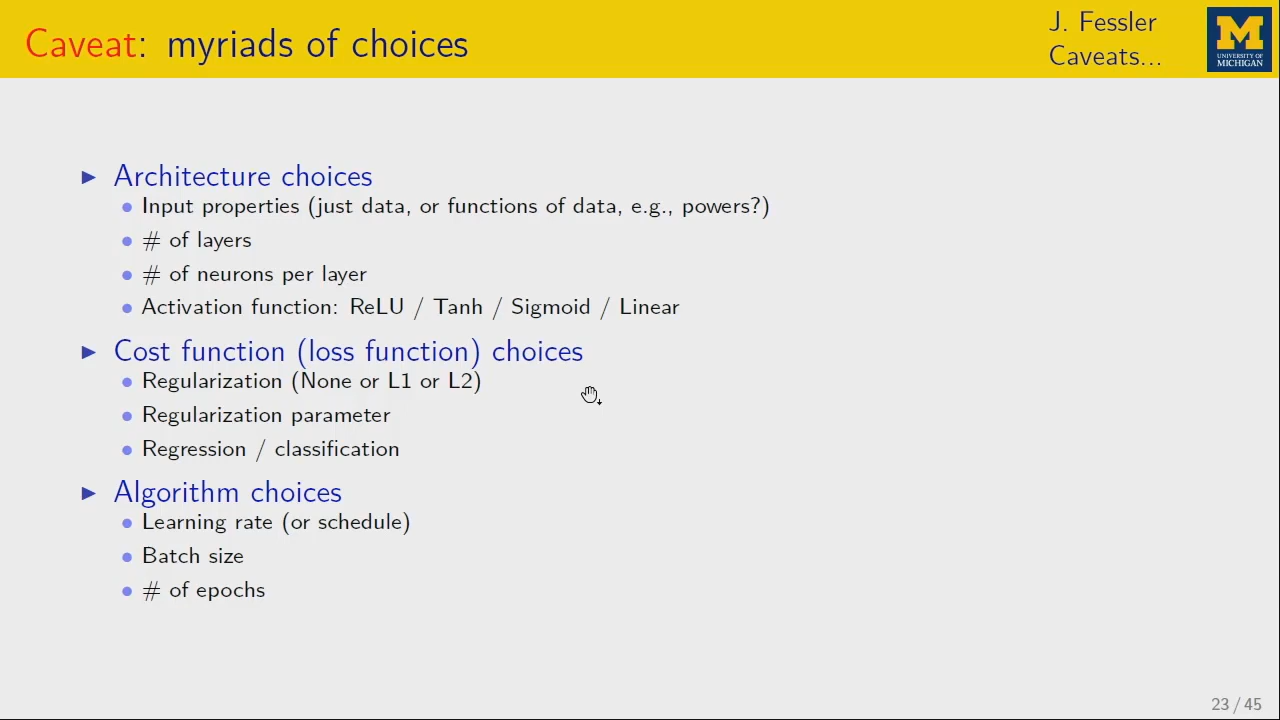 Caveat: myriads of choices
J. Fessler
Caveats...
M
UNIVERSITY OF
MICHIGAN
► Architecture choices
• Input properties (just data, or functions of data, e.g., powers?)
• # of layers
• # of neurons per layer
• Activation function: ReLU / Tanh / Sigmoid / Linear
► Cost function (loss function) choices
• Regularization (None or L1 or L2)
• Regularization parameter
• Regression / classification
► Algorithm choices
• Learning rate (or schedule)
• Batch size
• # of epochs
23 / 45